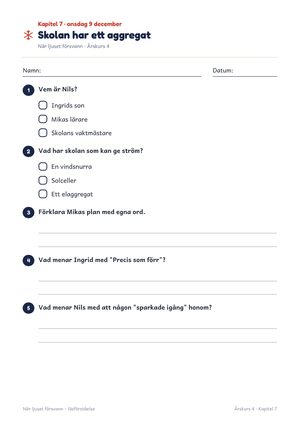 Kapitel 7 · onsdag 9 december
Skolan har ett aggregat
När ljuset försvann · Årskurs 4
Namn:
Datum:
1 Vem är Nils?
Ingrids son
Mikas lärare
Skolans vaktmästare
2 Vad har skolan som kan ge ström?
En vindsnurra
Solceller
Ett elaggregat
3 Förklara Mikas plan med egna ord.
4 Vad menar Ingrid med "Precis som förr"?
5 Vad menar Nils med att någon "sparkade igång" honom?
När ljuset försvann · läsförståelse
Årskurs 4 · Kapitel 7